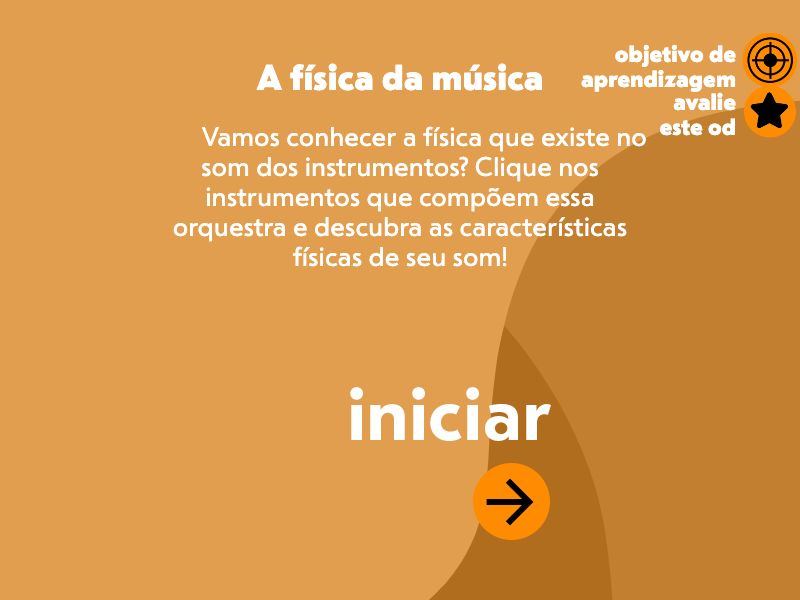 A física da música
Vamos conhecer a física que existe no
som dos instrumentos? Clique nos
instrumentos que compõem essa
orquestra e descubra as características
físicas de seu som!
objetivo de
aprendizagem
avalie
este od
iniciar